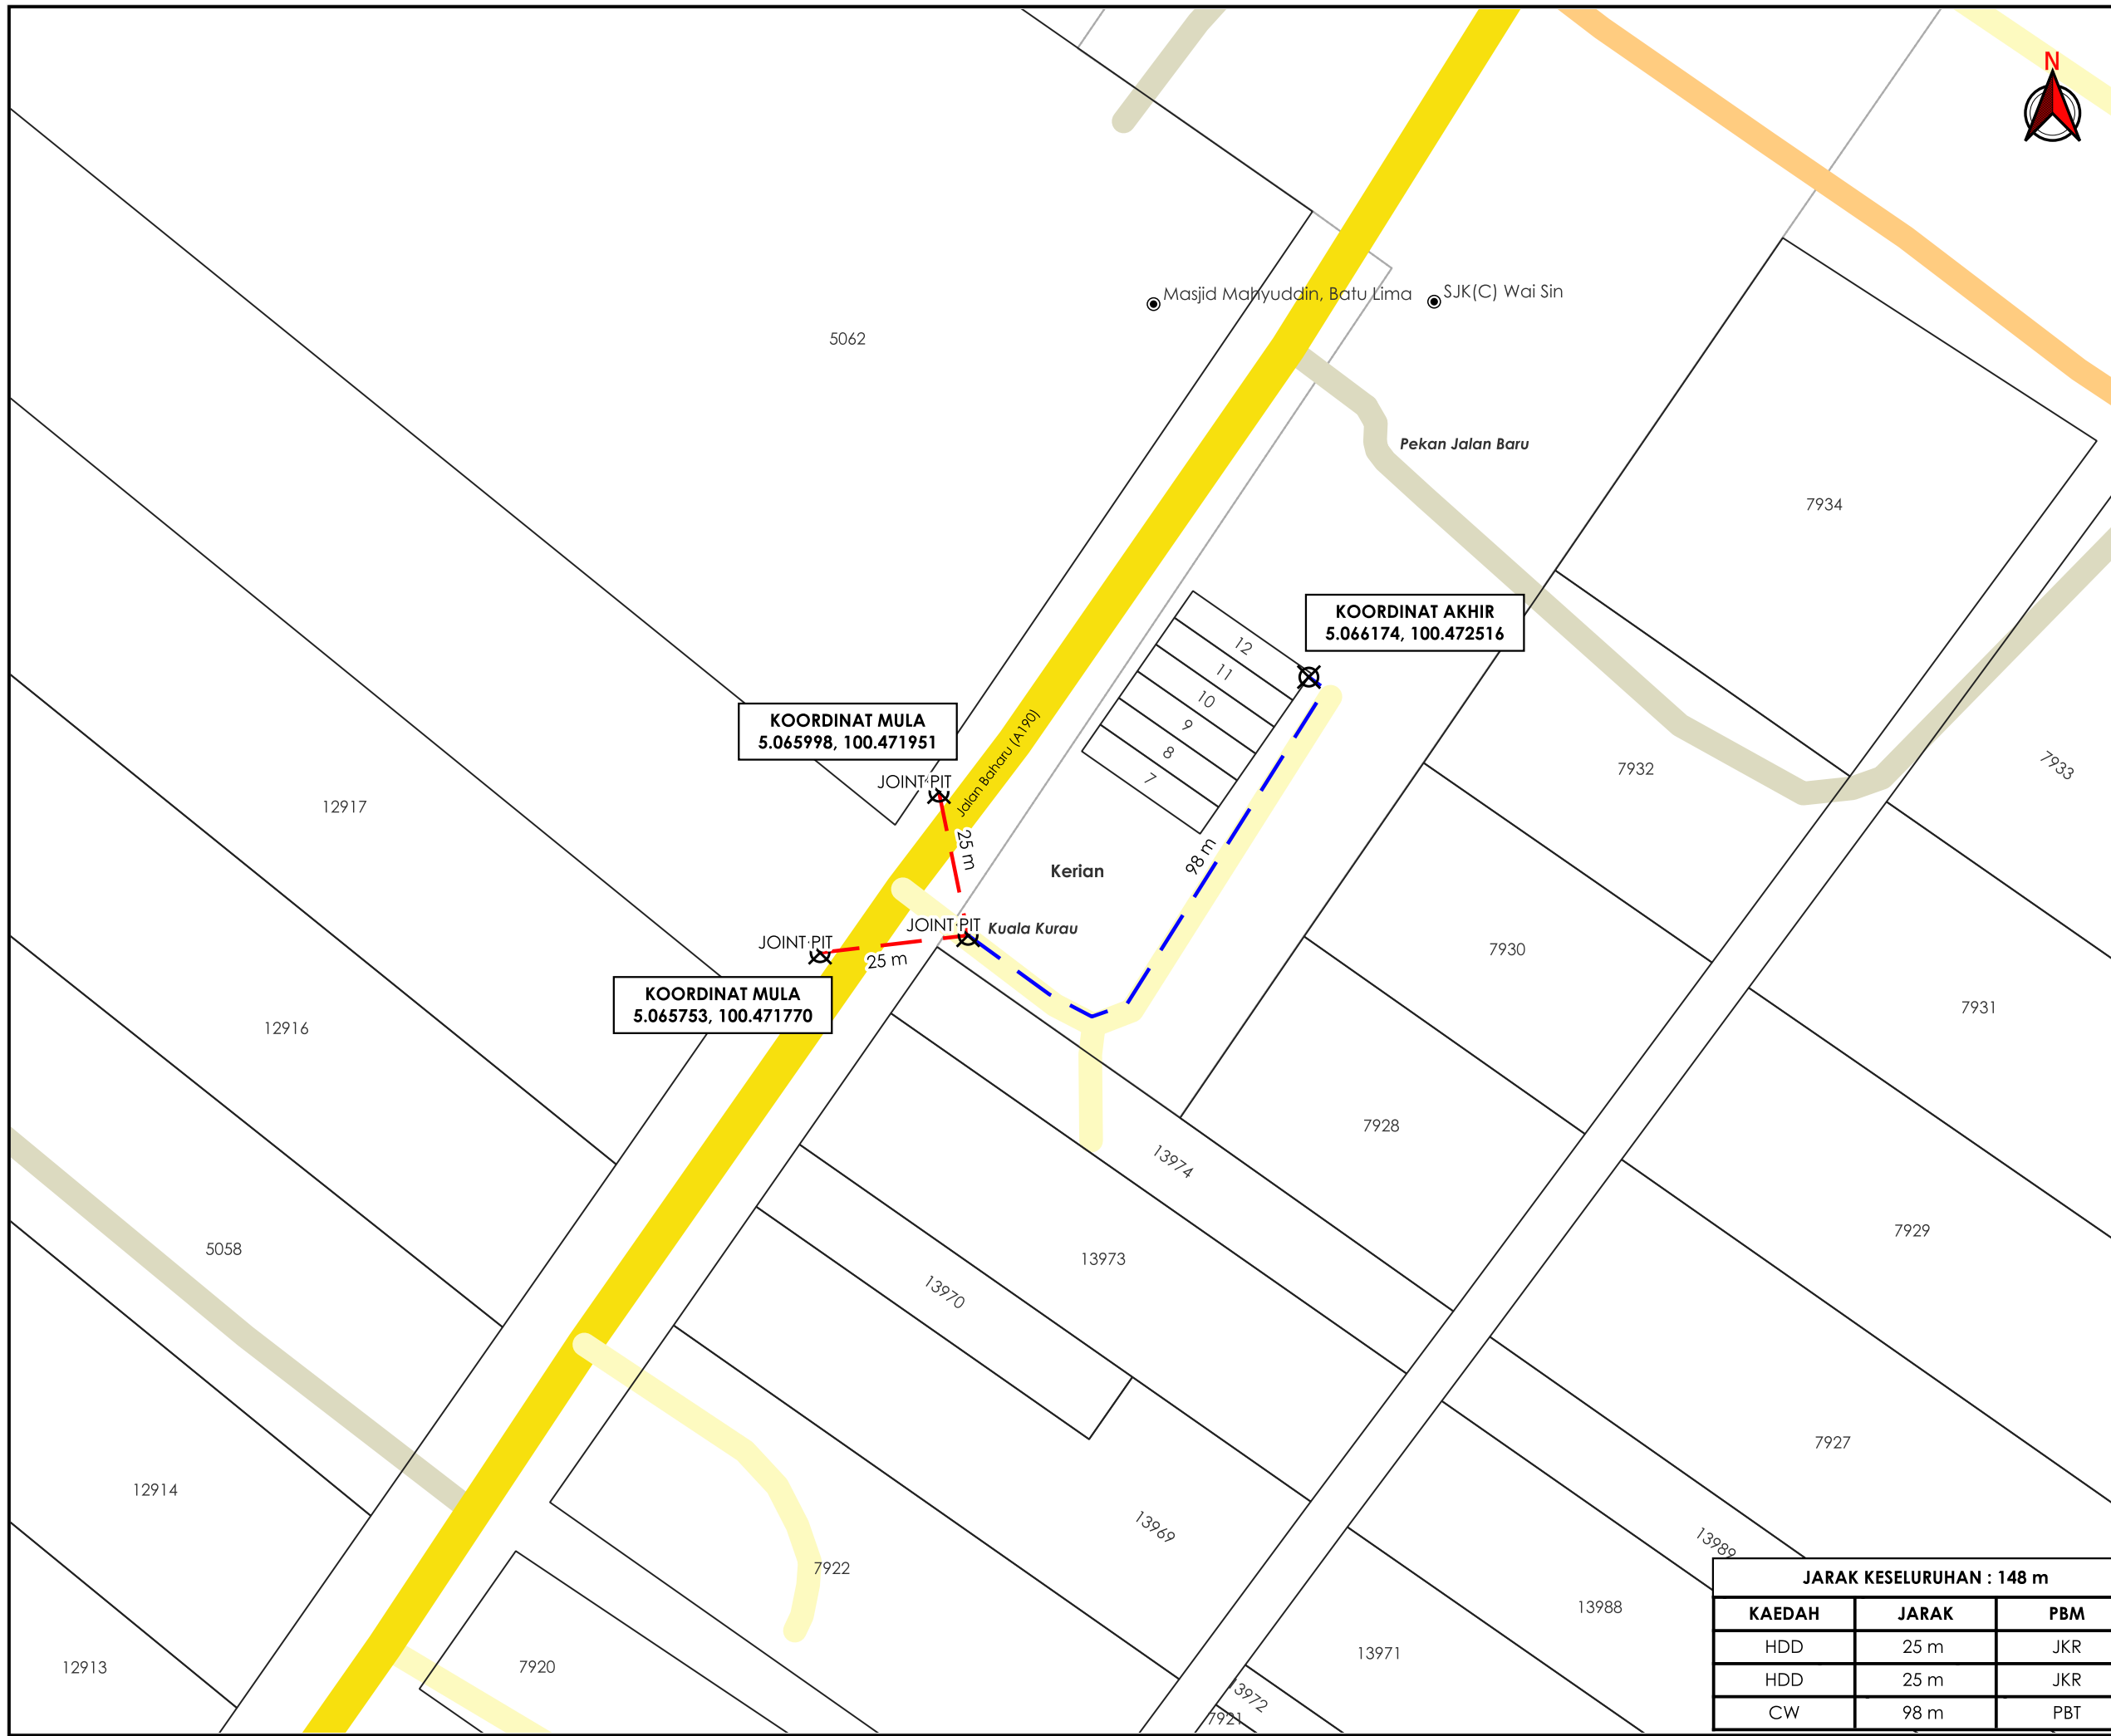 N
Masjid Mahyuddin, Batu Lima
SJK(C) Wai Sin
5062
Pekan Jalan Baru
7934
KOORDINAT AKHIR
5.066174, 100.472516
12
11
10
9
8
7
KOORDINAT MULA
5.065998, 100.471951
JOINT PIT
Jalan Baharu (A190)
25 m
7932
7933
12917
98 m
Kerian
JOINT PIT
Kuala Kurau
JOINT PIT
25 m
KOORDINAT MULA
5.065753, 100.471770
7930
7931
12916
7928
13974
7929
5058
13973
13970
7927
12914
13969
13989
7922
13988
13971
7920
12913
13972
7921
JARAK KESELURUHAN : 148 m
KAEDAH JARAK PBM
HDD 25 m JKR
HDD 25 m JKR
CW 98 m PBT